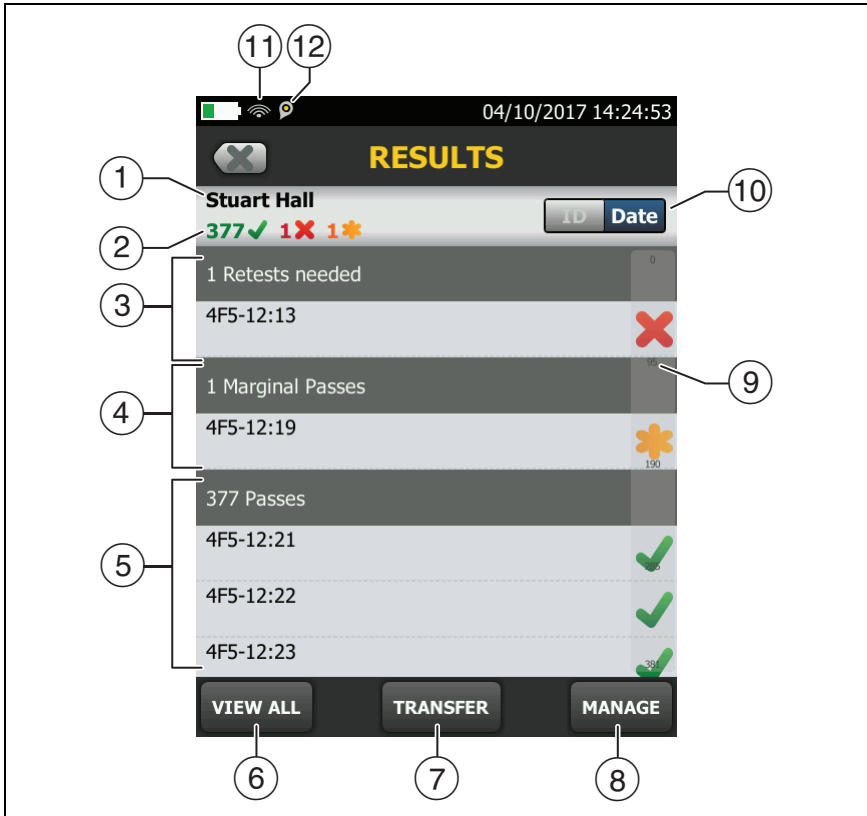 11 12
04/10/2017 14:24:53
RESULTS
1 Stuart Hall ID Date 10
2 377 1 1
3 1 Retests needed 0
4F5-12:13
4 1 Marginal Passes 95 9
4F5-12:19
190
5 377 Passes
4F5-12:21
4F5-12:22
4F5-12:23 381
VIEW ALL TRANSFER MANAGE
6 7 8